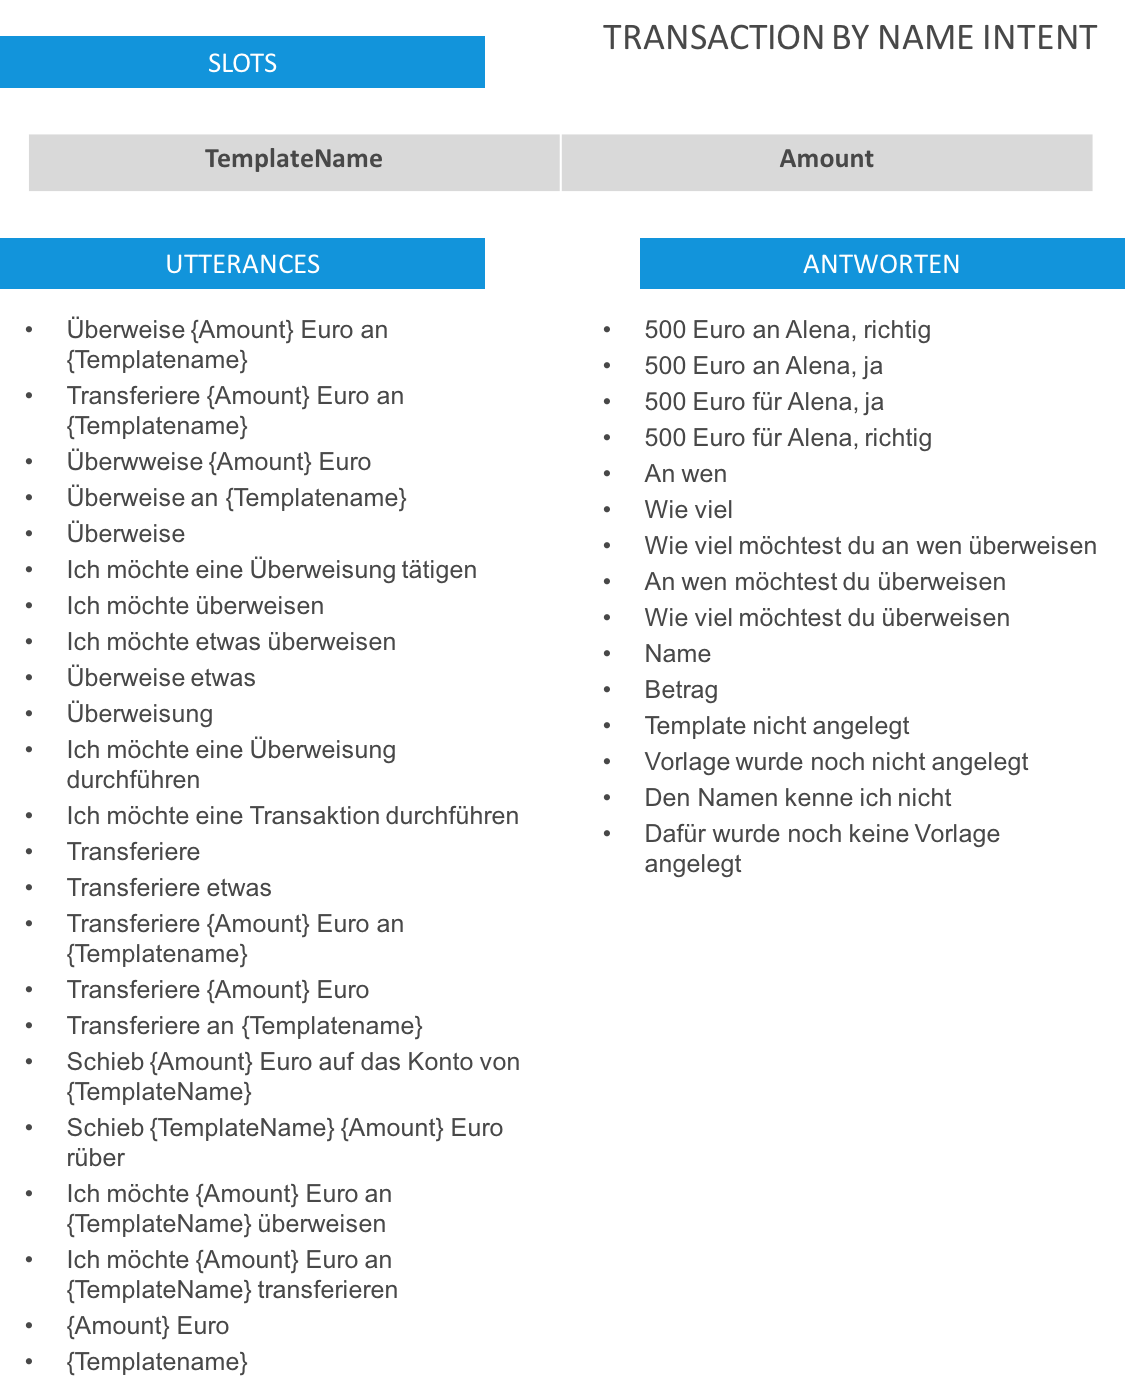 TRANSACTION BY NAME INTENT
SLOTS
TemplateName
Amount
UTTERANCES
• Überweise {Amount} Euro an
{Templatename}
• Transferiere {Amount} Euro an
{Templatename}
• Überwweise {Amount} Euro
• Überweise an {Templatename}
• Überweise
• Ich möchte eine Überweisung tätigen
• Ich möchte überweisen
• Ich möchte etwas überweisen
• Überweise etwas
• Überweisung
• Ich möchte eine Überweisung
durchführen
• Ich möchte eine Transaktion durchführen
• Transferiere
• Transferiere etwas
• Transferiere {Amount} Euro an
{Templatename}
• Transferiere {Amount} Euro
• Transferiere an {Templatename}
• Schieb {Amount} Euro auf das Konto von
{TemplateName}
• Schieb {TemplateName} {Amount} Euro
rüber
• Ich möchte {Amount} Euro an
{TemplateName} überweisen
• Ich möchte {Amount} Euro an
{TemplateName} transferieren
• {Amount} Euro
• {Templatename}
ANTWORTEN
• 500 Euro an Alena, richtig
• 500 Euro an Alena, ja
• 500 Euro für Alena, ja
• 500 Euro für Alena, richtig
• An wen
• Wie viel
• Wie viel möchtest du an wen überweisen
• An wen möchtest du überweisen
• Wie viel möchtest du überweisen
• Name
• Betrag
• Template nicht angelegt
• Vorlage wurde noch nicht angelegt
• Den Namen kenne ich nicht
• Dafür wurde noch keine Vorlage
angelegt